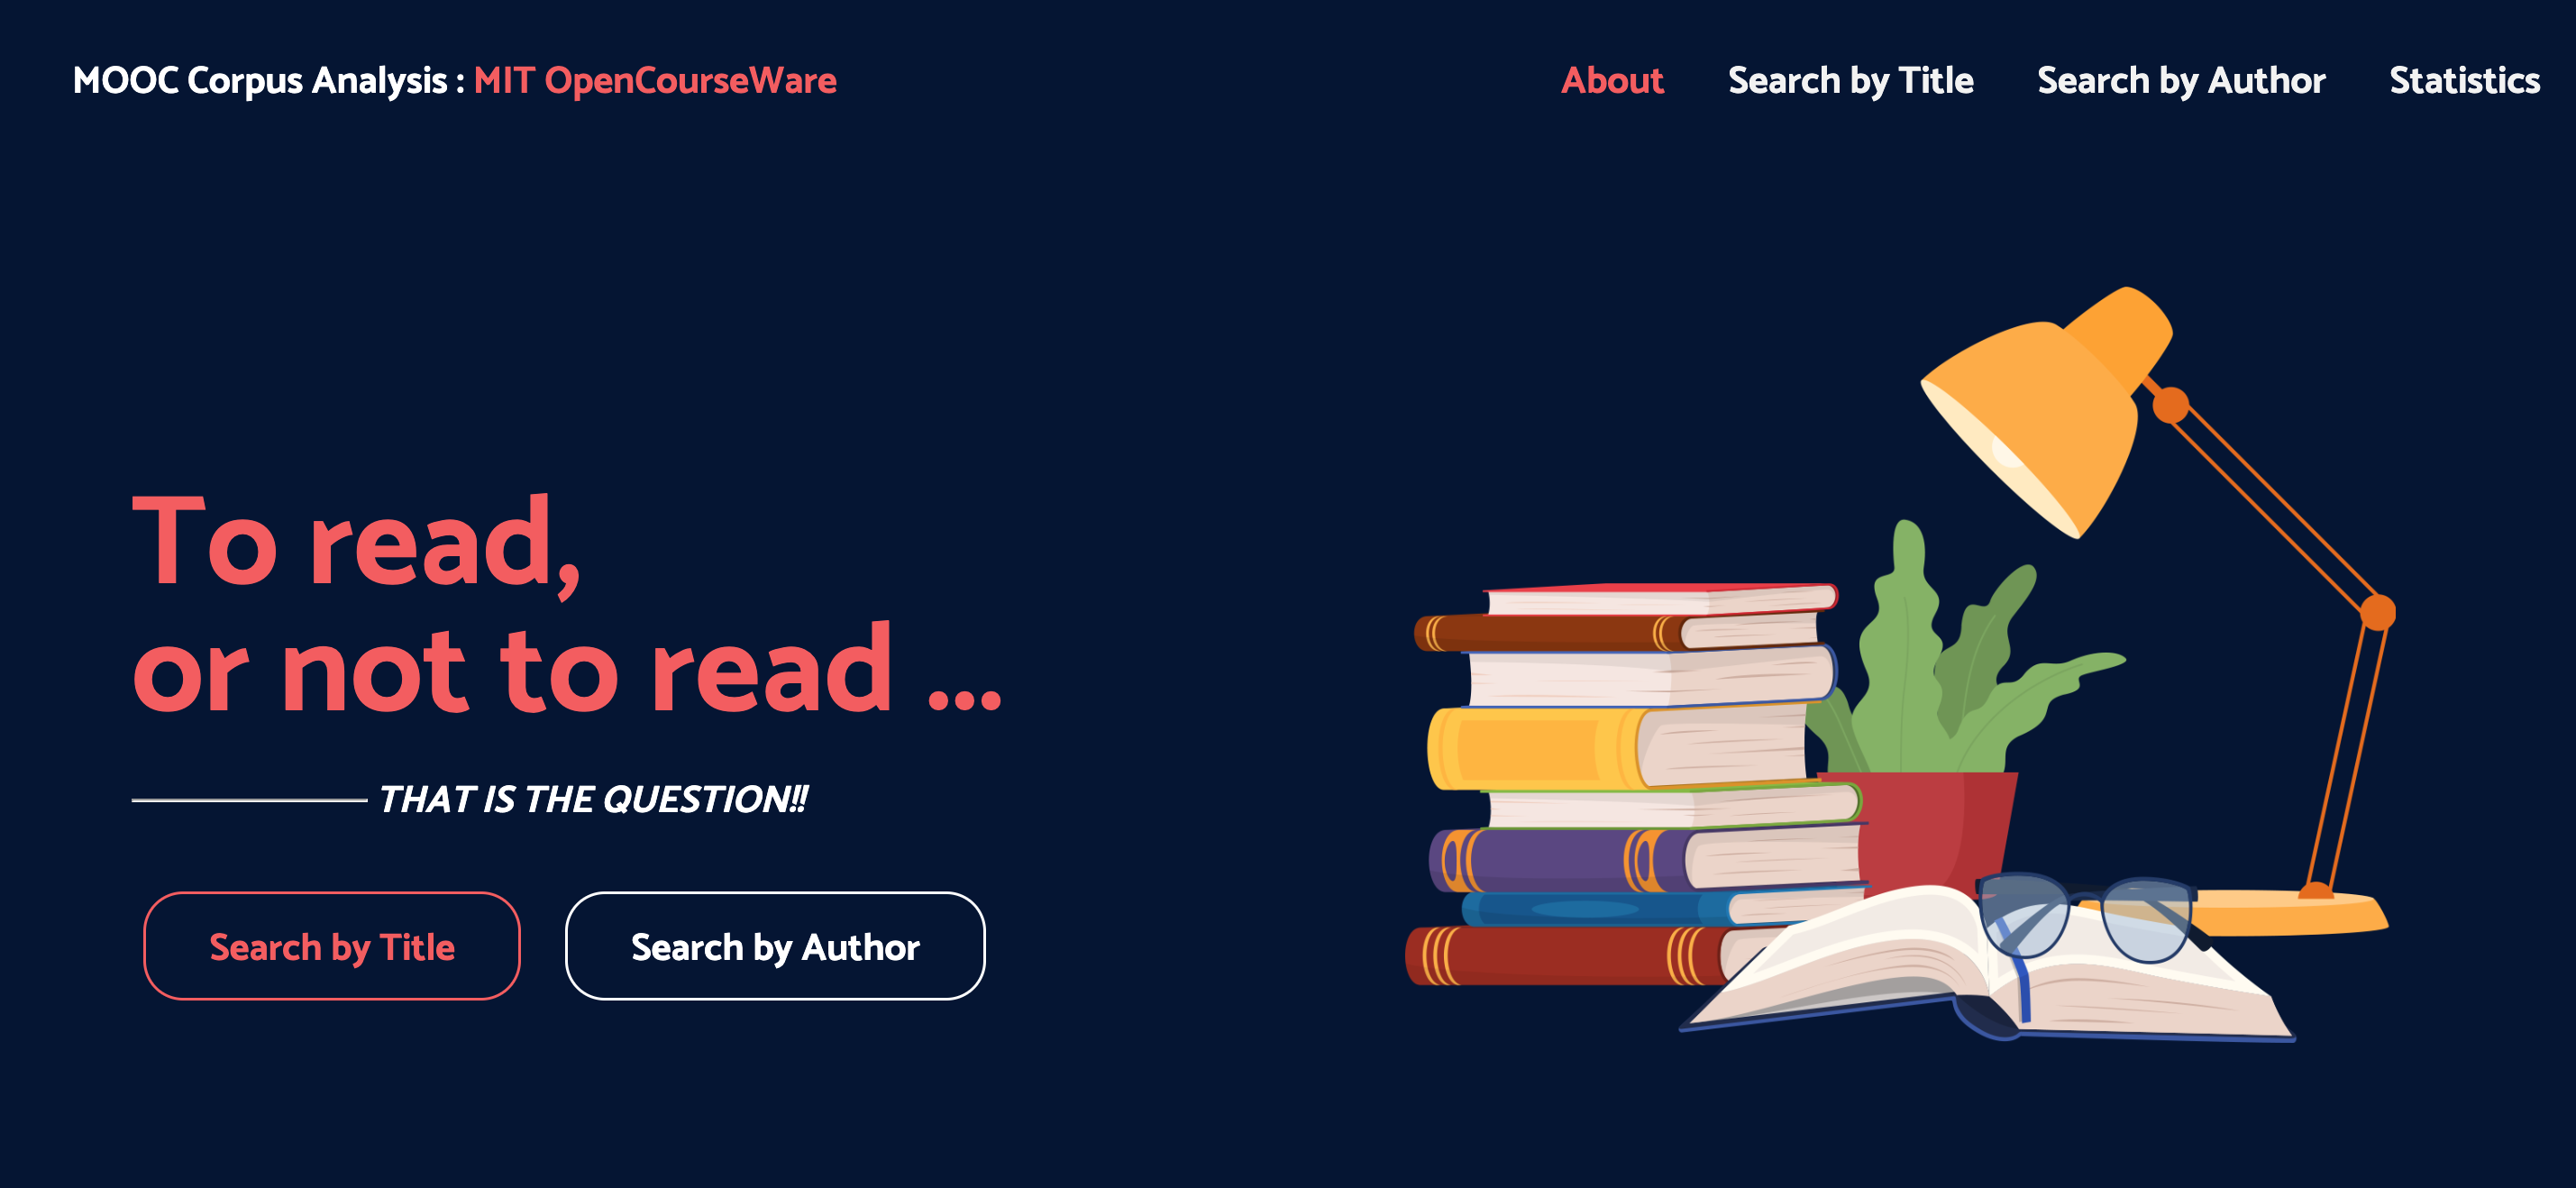 MOOC Corpus Analysis : MIT OpenCourseWare
About
Search by Title
Search by Author
Statistics
To read,
or not to read ...
THAT IS THE QUESTION!!
Search by Title
Search by Author